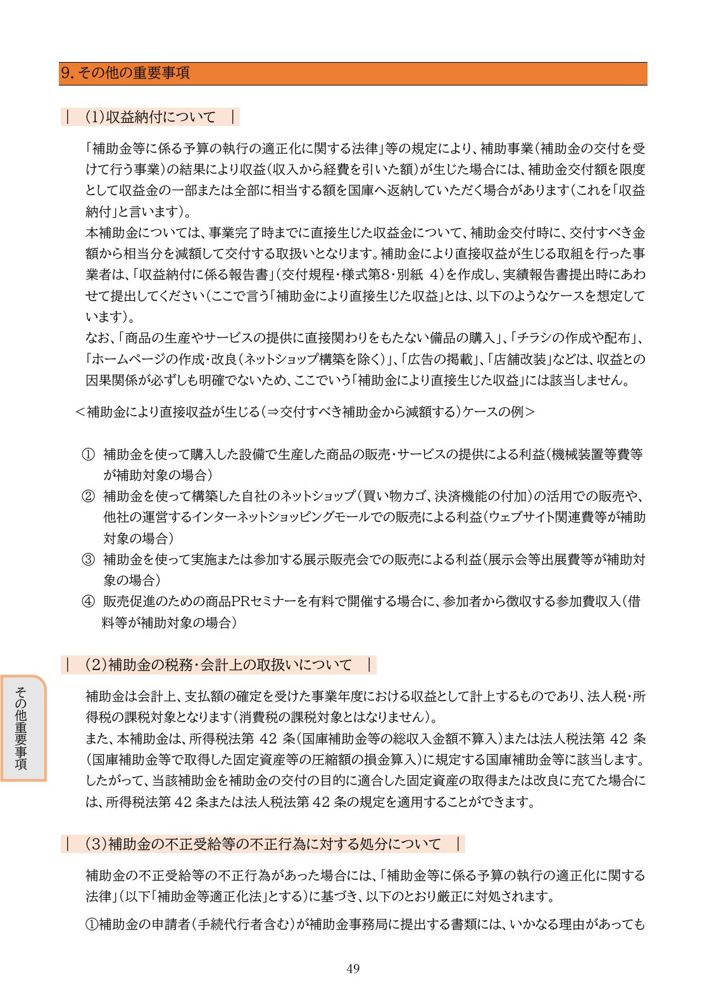 9．その他の重要事項
| （1）収益納付について |
「補助金等に係る予算の執行の適正化に関する法律」等の規定により、補助事業（補助金の交付を受
けて行う事業）の結果により収益（収入から経費を引いた額）が生じた場合には、補助金交付額を限度
として収益金の一部または全部に相当する額を国庫へ返納していただく場合があります（これを「収益
納付」と言います）。
本補助金については、事業完了時までに直接生じた収益金について、補助金交付時に、交付すべき金
額から相当分を減額して交付する取扱いとなります。補助金により直接収益が生じる取組を行った事
業者は、「収益納付に係る報告書」（交付規程・様式第8・別紙 4）を作成し、実績報告書提出時にあわ
せて提出してください（ここで言う「補助金により直接生じた収益」とは、以下のようなケースを想定して
います）。
なお、「商品の生産やサービスの提供に直接関わりをもたない備品の購入」、「チラシの作成や配布」、
「ホームページの作成・改良（ネットショップ構築を除く）」、「広告の掲載」、「店舗改装」などは、収益との
因果関係が必ずしも明確でないため、ここでいう「補助金により直接生じた収益」には該当しません。
＜補助金により直接収益が生じる（⇒交付すべき補助金から減額する）ケースの例＞
① 補助金を使って購入した設備で生産した商品の販売・サービスの提供による利益（機械装置等費等
が補助対象の場合）
② 補助金を使って構築した自社のネットショップ（買い物カゴ、決済機能の付加）の活用での販売や、
他社の運営するインターネットショッピングモールでの販売による利益（ウェブサイト関連費等が補助
対象の場合）
③ 補助金を使って実施または参加する展示販売会での販売による利益（展示会等出展費等が補助対
象の場合）
④ 販売促進のための商品PRセミナーを有料で開催する場合に、参加者から徴収する参加費収入（借
料等が補助対象の場合）
| （2）補助金の税務・会計上の取扱いについて |
補助金は会計上、支払額の確定を受けた事業年度における収益として計上するものであり、法人税・所
得税の課税対象となります（消費税の課税対象とはなりません）。
また、本補助金は、所得税法第 42 条（国庫補助金等の総収入金額不算入）または法人税法第 42 条
（国庫補助金等で取得した固定資産等の圧縮額の損金算入）に規定する国庫補助金等に該当します。
したがって、当該補助金を補助金の交付の目的に適合した固定資産の取得または改良に充てた場合に
は、所得税法第 42 条または法人税法第 42 条の規定を適用することができます。
| （3）補助金の不正受給等の不正行為に対する処分について |
補助金の不正受給等の不正行為があった場合には、「補助金等に係る予算の執行の適正化に関する
法律」（以下「補助金等適正化法」とする）に基づき、以下のとおり厳正に対処されます。
①補助金の申請者（手続代行者含む）が補助金事務局に提出する書類には、いかなる理由があっても
その他重要事項
49